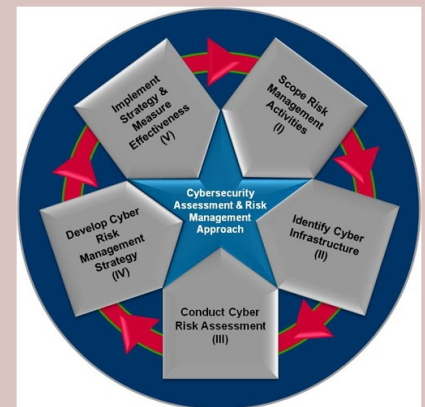 Cybersecurity
Assessment & Risk
Management
Approach
Scope Risk
Management
Activities
(I)
Identify Cyber
Infrastructure
(II)
Conduct Cyber
Risk Assessment
(III)
Develop Cyber
Risk
Management
Strategy
(IV)
Implement
Strategy &
Measure
Effectiveness
(V)